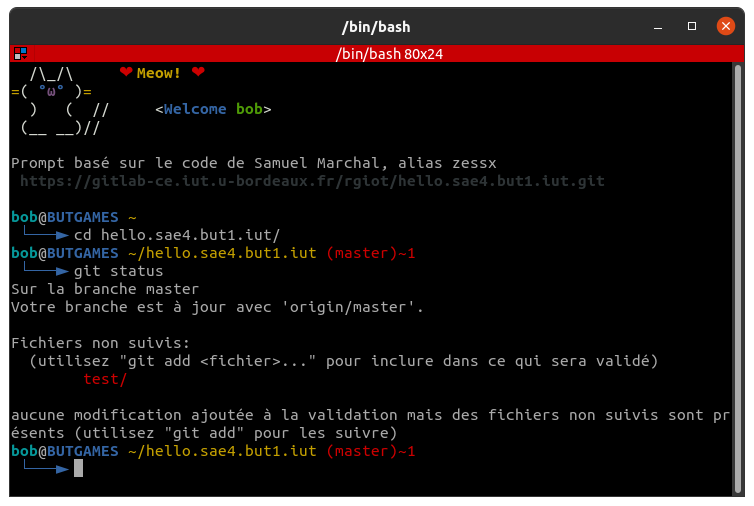 /bin/bash
/bin/bash 80x24
  /\_/\     ❤ Meow! ❤
=( °ω° )=
  )   (  //     <Welcome bob>
 (__ __)//
Prompt basé sur le code de Samuel Marchal, alias zessx
 https://gitlab-ce.iut.u-bordeaux.fr/rgiot/hello.sae4.but1.iut.git
bob@BUTGAMES ~
 └───► cd hello.sae4.but1.iut/
bob@BUTGAMES ~/hello.sae4.but1.iut (master)~1
 └───► git status
Sur la branche master
Votre branche est à jour avec 'origin/master'.
Fichiers non suivis:
  (utilisez "git add <fichier>..." pour inclure dans ce qui sera validé)
        test/
aucune modification ajoutée à la validation mais des fichiers non suivis sont pr
ésents (utilisez "git add" pour les suivre)
bob@BUTGAMES ~/hello.sae4.but1.iut (master)~1
 └───►